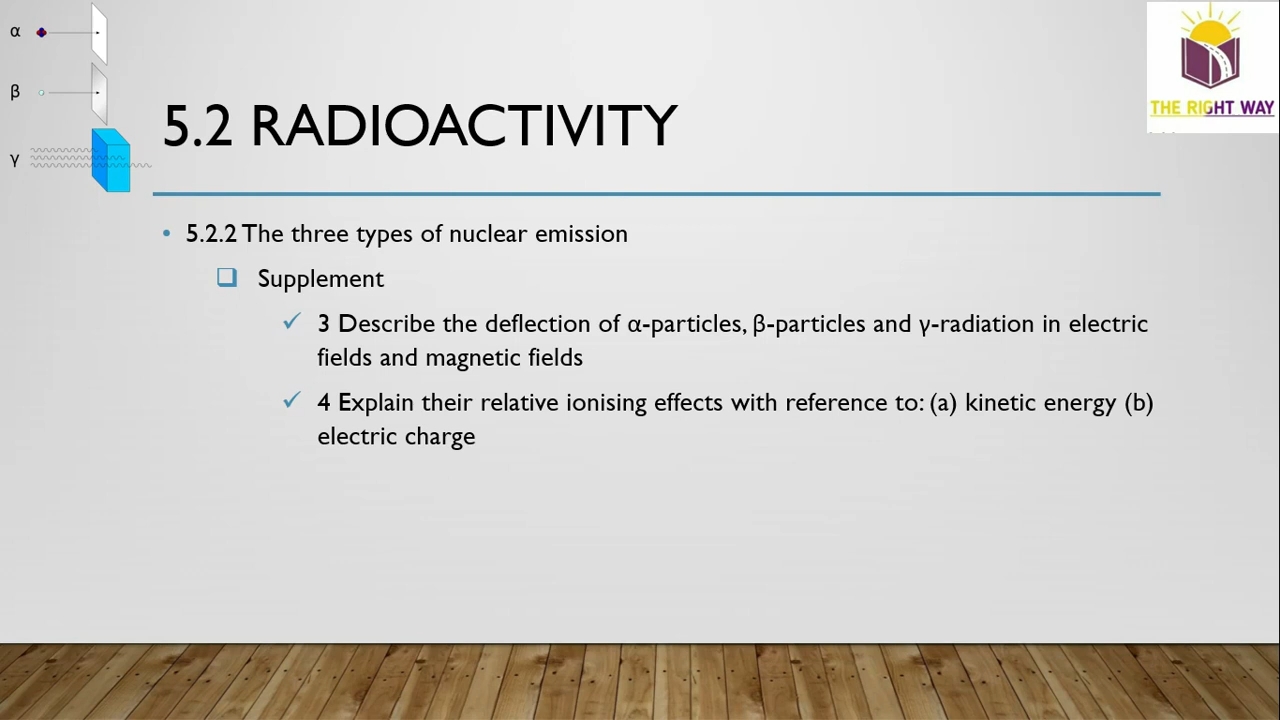 α
β
γ
THE RIGHT WAY
5.2 RADIOACTIVITY
• 5.2.2 The three types of nuclear emission
❑ Supplement
✓ 3 Describe the deflection of α-particles, β-particles and γ-radiation in electric
fields and magnetic fields
✓ 4 Explain their relative ionising effects with reference to: (a) kinetic energy (b)
electric charge